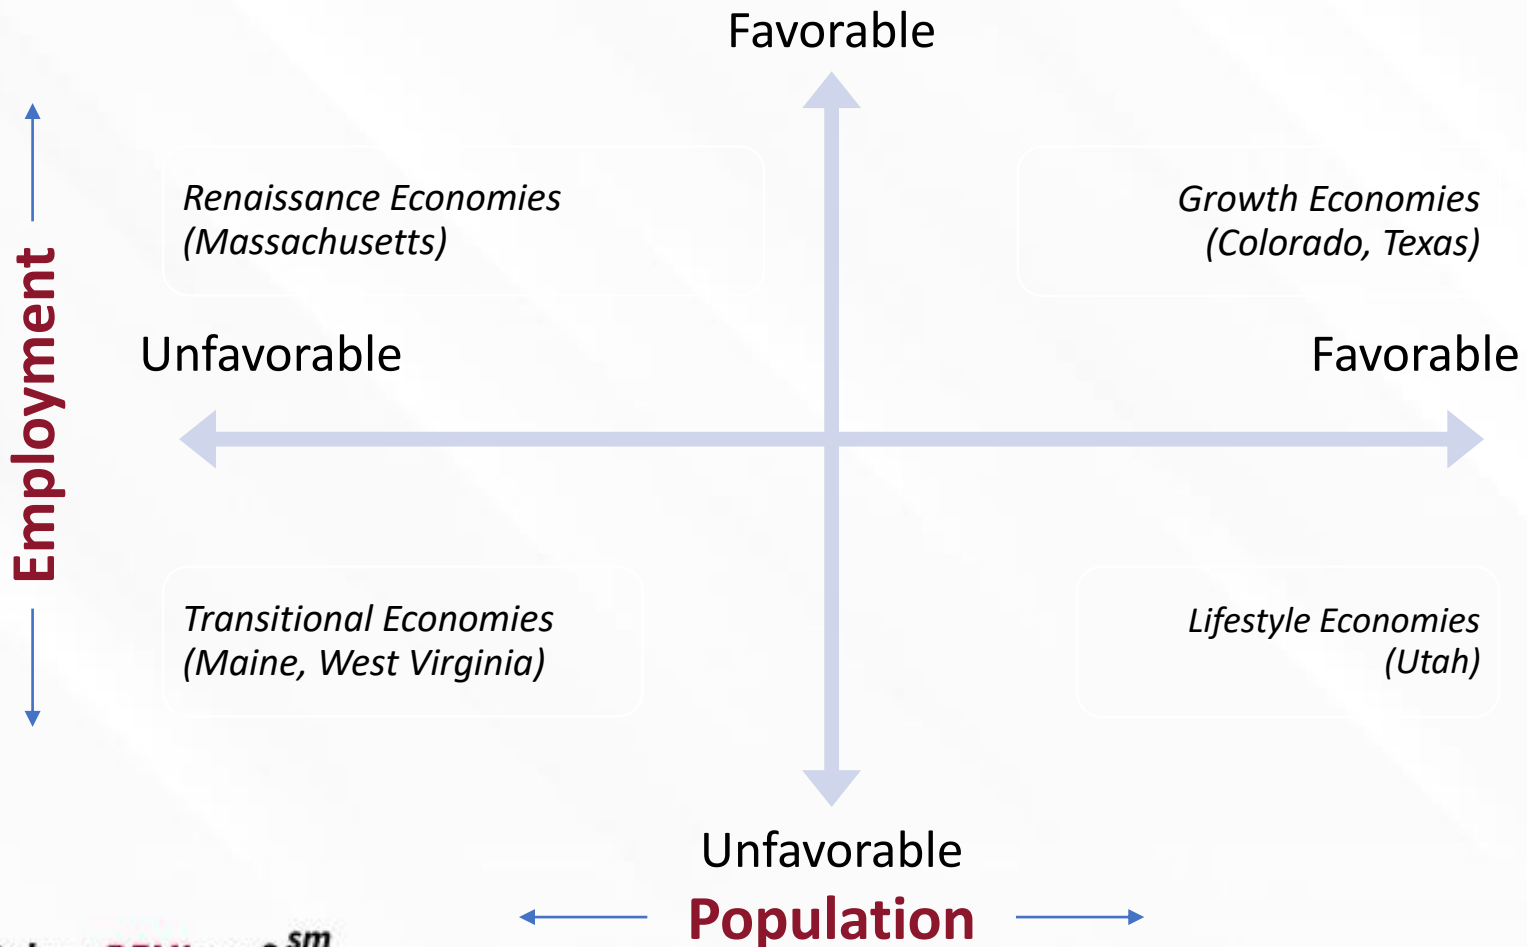 Favorable
Renaissance Economies
(Massachusetts)
Growth Economies
(Colorado, Texas)
Employment
Unfavorable
Favorable
Transitional Economies
(Maine, West Virginia)
Lifestyle Economies
(Utah)
Unfavorable
Population
sm